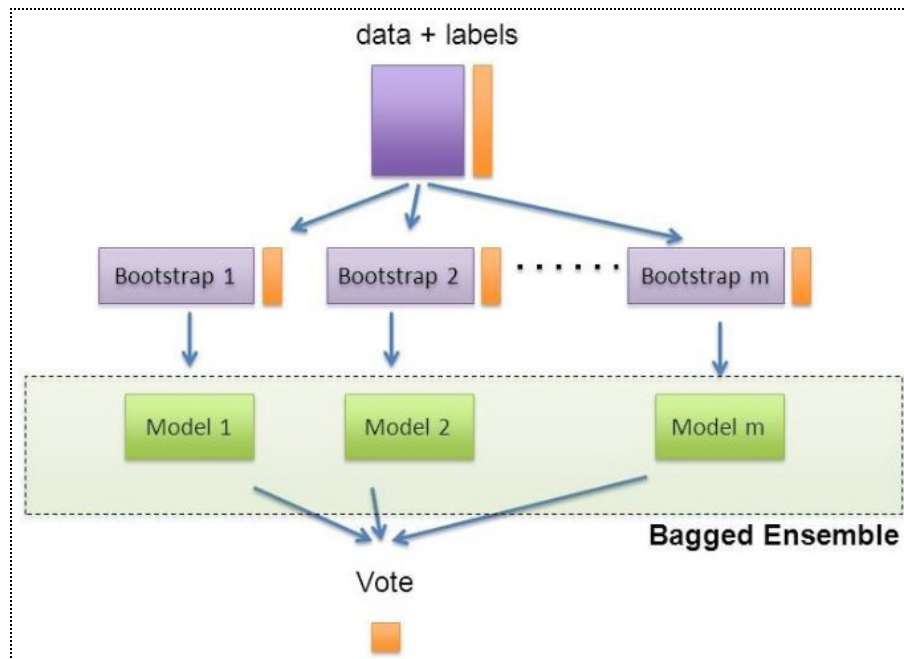 data + labels
Bootstrap 1
Bootstrap 2
......
Bootstrap m
Model 1
Model 2
Model m
Bagged Ensemble
Vote